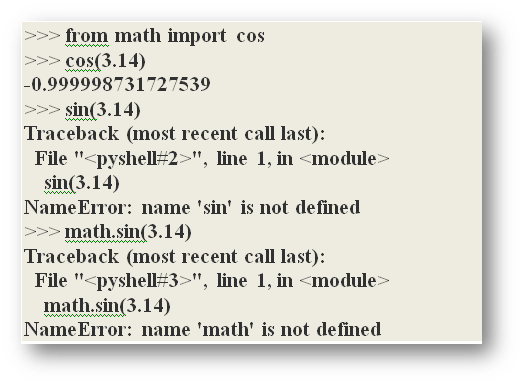 >>> from math import cos
>>> cos(3.14)
-0.999998731727539
>>> sin(3.14)
Traceback (most recent call last):
  File "<pyshell#2>", line 1, in <module>
    sin(3.14)
NameError: name 'sin' is not defined
>>> math.sin(3.14)
Traceback (most recent call last):
  File "<pyshell#3>", line 1, in <module>
    math.sin(3.14)
NameError: name 'math' is not defined